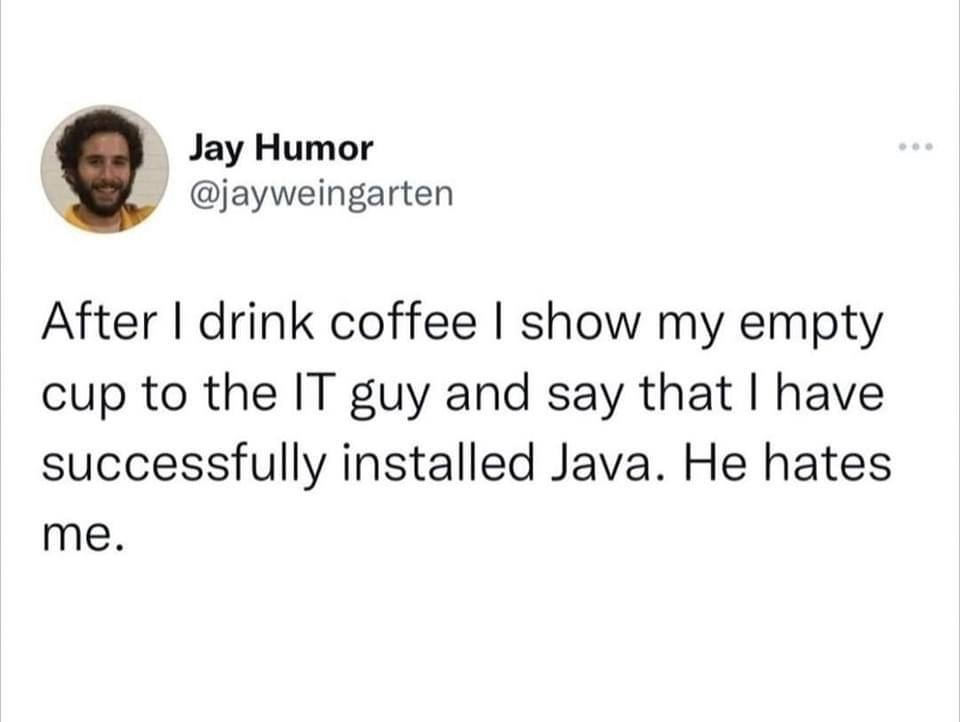 Jay Humor
@jayweingarten
After I drink coffee I show my empty
cup to the IT guy and say that I have
successfully installed Java. He hates
me.